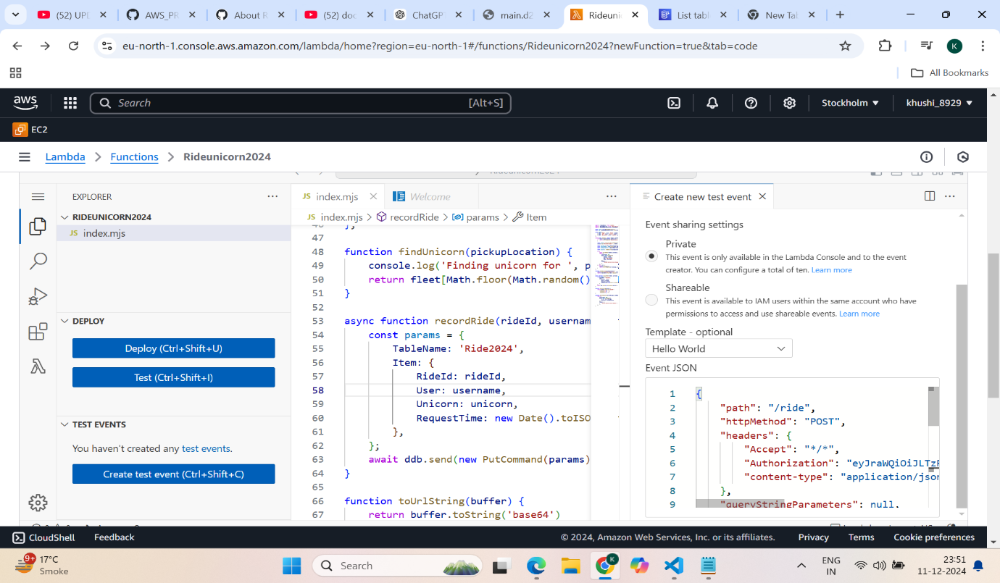 (52) UPD
AWS_PR
About R
(52) doc
ChatGP
main.d2
Rideunic
List tabl
New Tab
eu-north-1.console.aws.amazon.com/lambda/home?region=eu-north-1#/functions/Rideunicorn2024?newFunction=true&tab=code
K
All Bookmarks
aws
Search [Alt+S]
Stockholm
khushi_8929
EC2
Lambda > Functions > Rideunicorn2024
EXPLORER
RIDEUNICORN2024
JS index.mjs
DEPLOY
Deploy (Ctrl+Shift+U)
Test (Ctrl+Shift+I)
TEST EVENTS
You haven't created any test events.
Create test event (Ctrl+Shift+C)
JS index.mjs
Welcome
JS index.mjs > recordRide > params > Item
46 };
47
48 function findUnicorn(pickupLocation) {
49 console.log('Finding unicorn for ', p
50 return fleet[Math.floor(Math.random()
51 }
52
53 async function recordRide(rideId, usernam
54 const params = {
55 TableName: 'Ride2024',
56 Item: {
57 RideId: rideId,
58 User: username,
59 Unicorn: unicorn,
60 RequestTime: new Date().toISO
61 },
62 };
63 await ddb.send(new PutCommand(params)
64 }
65
66 function toUrlString(buffer) {
67 return buffer.toString('base64')
Create new test event
Event sharing settings
Private
This event is only available in the Lambda Console and to the event
creator. You can configure a total of ten. Learn more
Shareable
This event is available to IAM users within the same account who have
permissions to access and use shareable events. Learn more
Template - optional
Hello World
Event JSON
1 {
2 "path": "/ride",
3 "httpMethod": "POST",
4 "headers": {
5 "Accept": "*/*",
6 "Authorization": "eyJraWQiOiJLTzF
7 "content-type": "application/json
8 },
9 "queryStringParameters": null,
CloudShell
Feedback
© 2024, Amazon Web Services, Inc. or its affiliates.
Privacy
Terms
Cookie preferences
9+
17°C
Smoke
Search
K
ENG
IN
23:51
11-12-2024